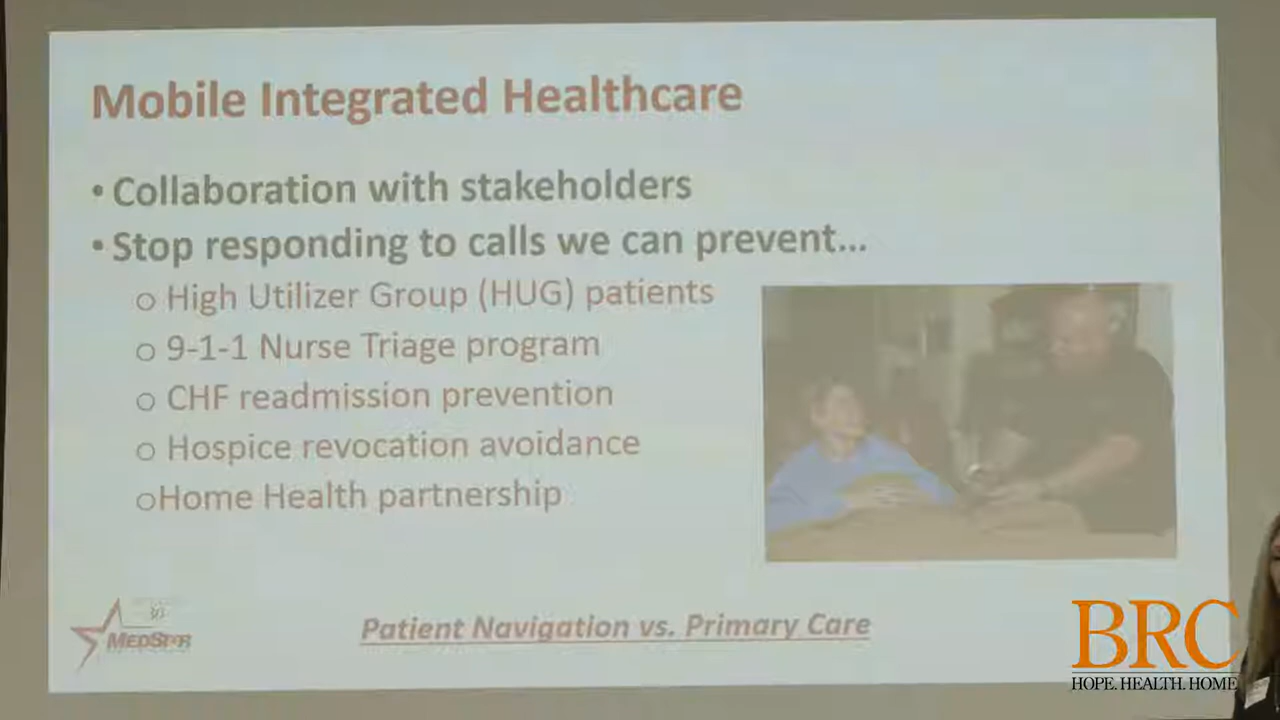 Mobile Integrated Healthcare
• Collaboration with stakeholders
• Stop responding to calls we can prevent...
o High Utilizer Group (HUG) patients
o 9-1-1 Nurse Triage program
o CHF readmission prevention
o Hospice revocation avoidance
oHome Health partnership
MEDSTAR
Patient Navigation vs. Primary Care
BRC
HOPE. HEALTH. HOME